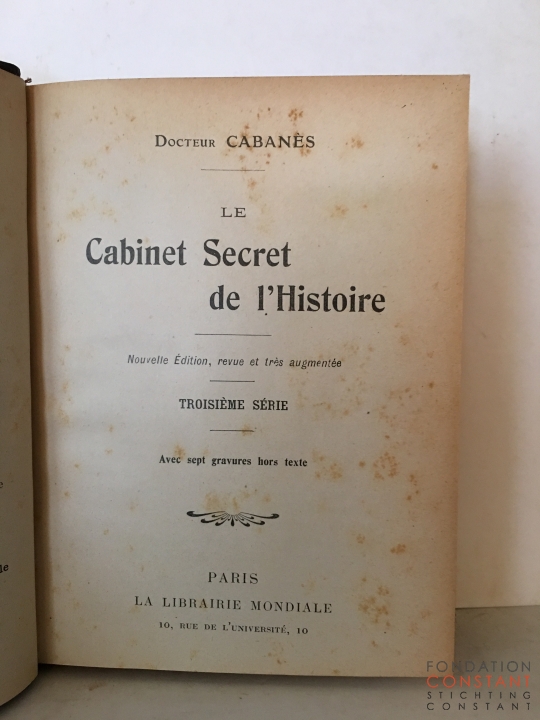 Docteur CABANÈS
LE
Cabinet Secret
de l'Histoire
Nouvelle Édition, revue et très augmentée
TROISIÈME SÉRIE
Avec sept gravures hors texte
PARIS
LA LIBRAIRIE MONDIALE
10, RUE DE L'UNIVERSITÉ, 10
FONDATION
CONSTANT
STICHTING
CONSTANT